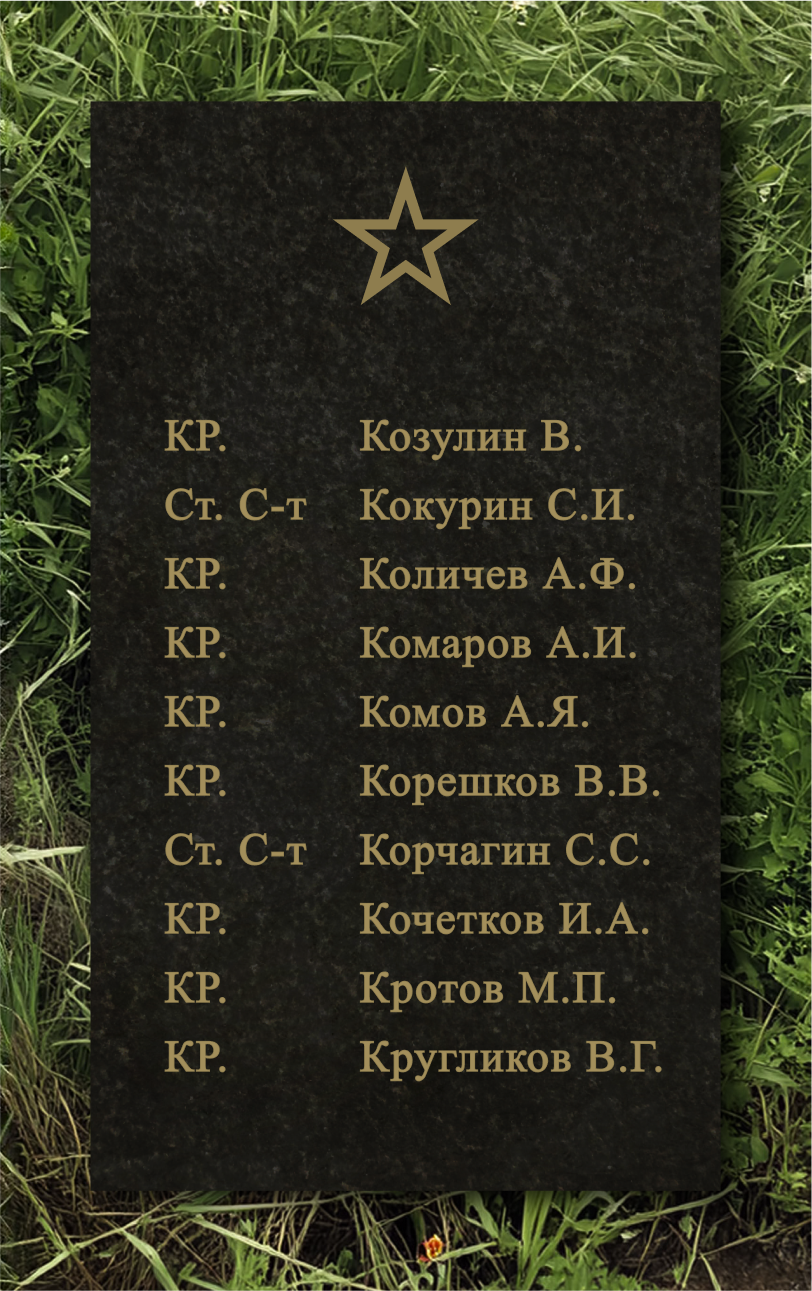 КР. Козулин В.
Ст. С-т Кокурин С.И.
КР. Количев А.Ф.
КР. Комаров А.И.
КР. Комов А.Я.
КР. Корешков В.В.
Ст. С-т Корчагин С.С.
КР. Кочетков И.А.
КР. Кротов М.П.
КР. Кругликов В.Г.